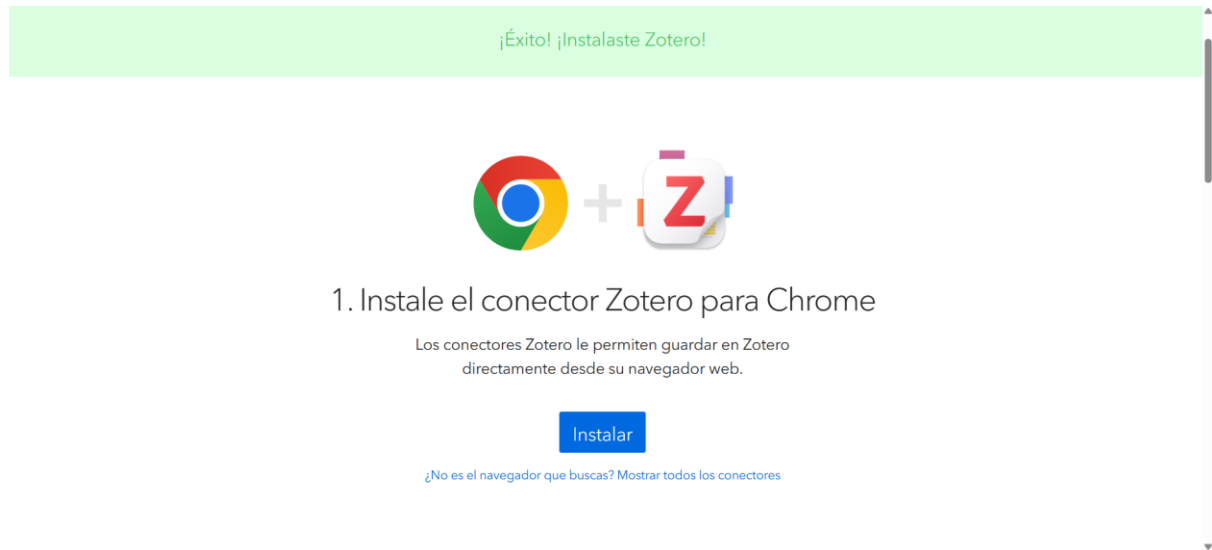 ¡Éxito! ¡Instalaste Zotero!
Z
1. Instale el conector Zotero para Chrome
Los conectores Zotero le permiten guardar en Zotero
directamente desde su navegador web.
Instalar
¿No es el navegador que buscas? Mostrar todos los conectores